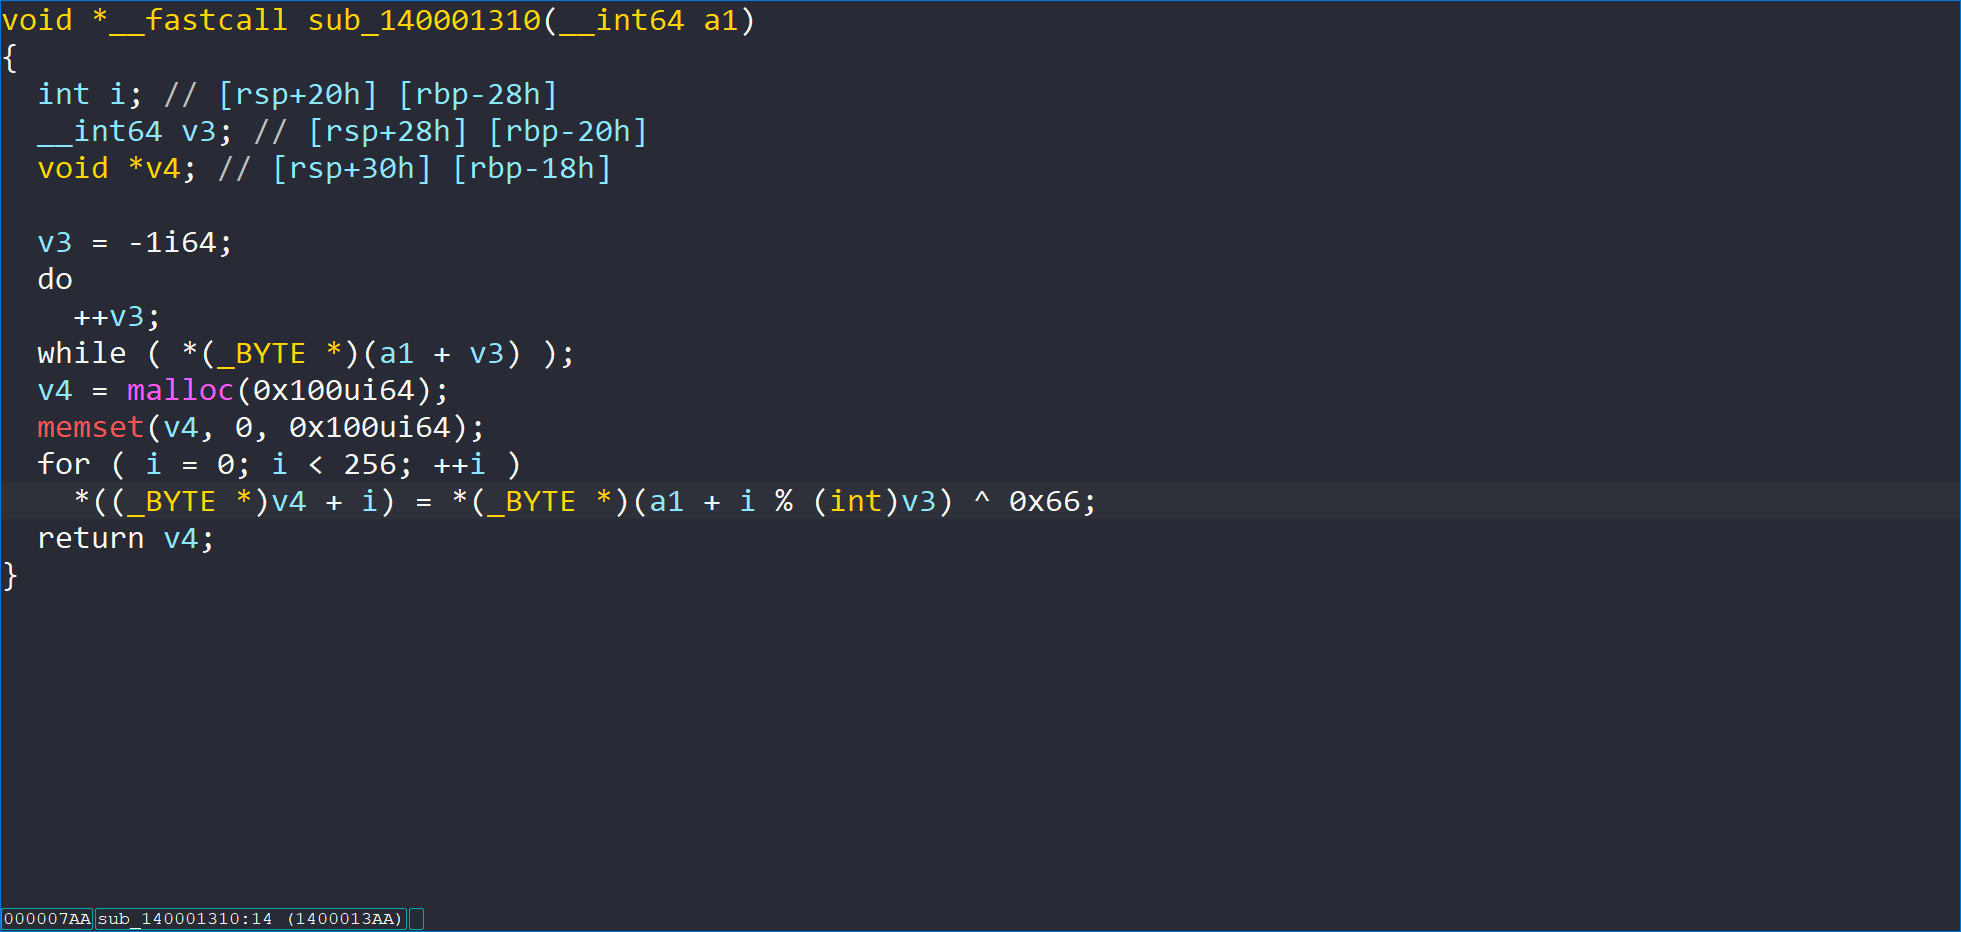 void *__fastcall sub_140001310(__int64 a1)
{
  int i; // [rsp+20h] [rbp-28h]
  __int64 v3; // [rsp+28h] [rbp-20h]
  void *v4; // [rsp+30h] [rbp-18h]

  v3 = -1i64;
  do
    ++v3;
  while ( *(_BYTE *)(a1 + v3) );
  v4 = malloc(0x100ui64);
  memset(v4, 0, 0x100ui64);
  for ( i = 0; i < 256; ++i )
    *((_BYTE *)v4 + i) = *(_BYTE *)(a1 + i % (int)v3) ^ 0x66;
  return v4;
}
000007AA sub_140001310:14 (1400013AA)